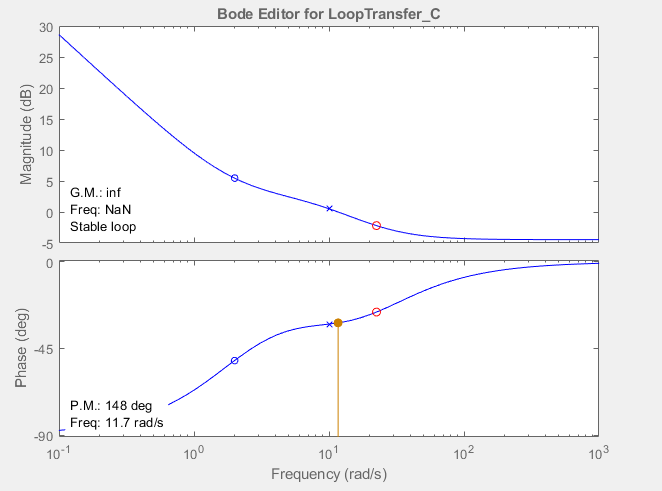 Bode Editor for LoopTransfer_C
30
25
20
15
10
5
0
-5
Magnitude (dB)
G.M.: inf
Freq: NaN
Stable loop
0
-45
-90
Phase (deg)
P.M.: 148 deg
Freq: 11.7 rad/s
10^-1 10^0 10^1 10^2 10^3
Frequency (rad/s)